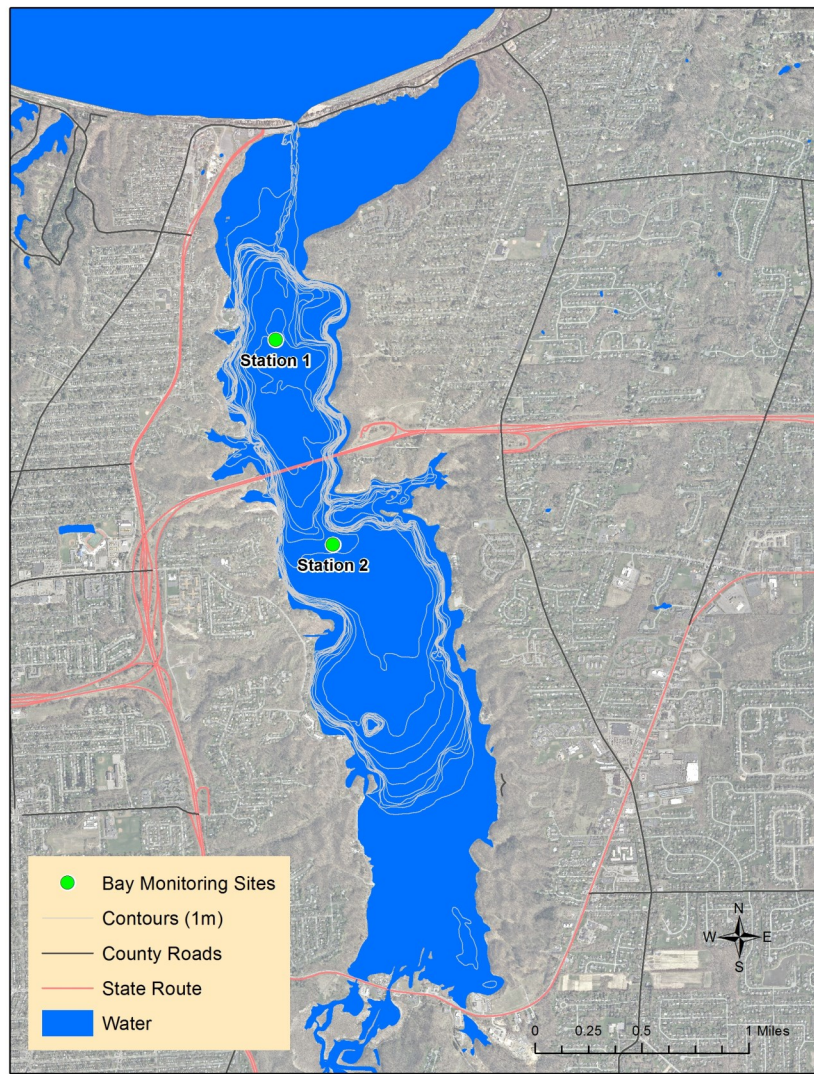 Station 1
Station 2
Bay Monitoring Sites
Contours (1m)
County Roads
State Route
Water
N
W E
S
0 0.25 0.5 1 Miles